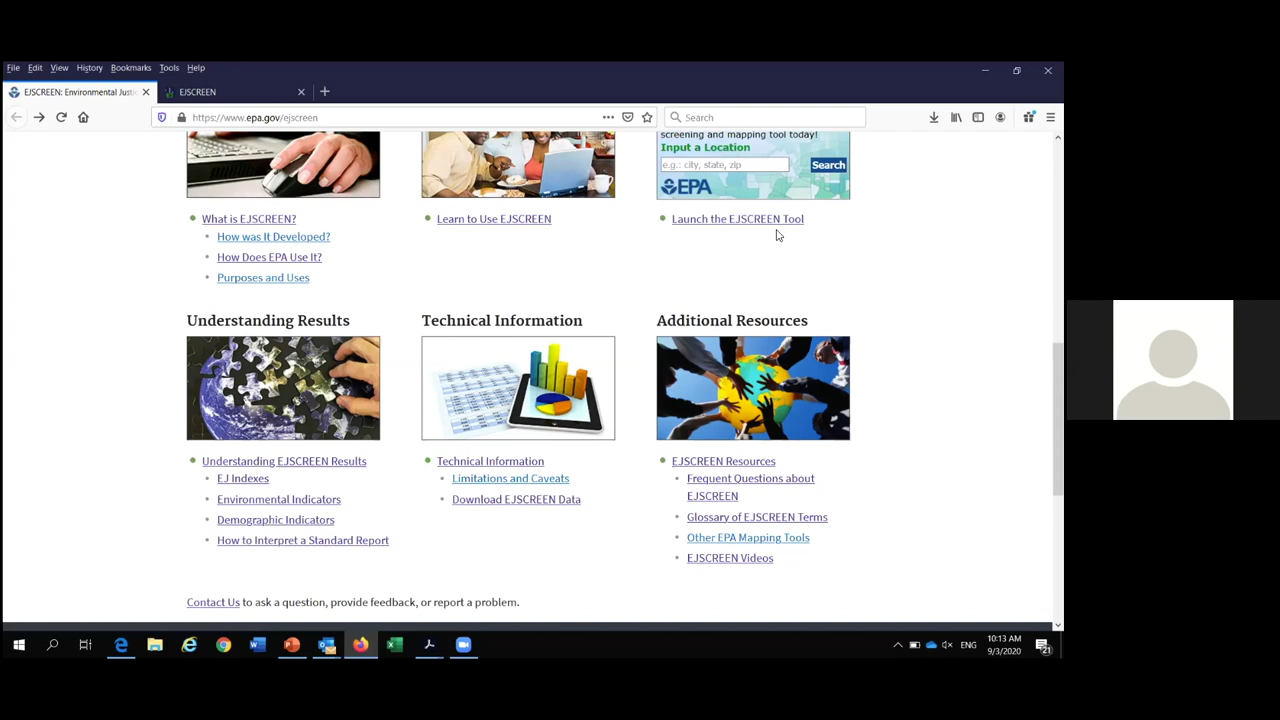 File Edit View History Bookmarks Tools Help
EJSCREEN: Environmental Justi
EJSCREEN
https://www.epa.gov/ejscreen
Search
screening and mapping tool today!
Input a Location
e.g.: city, state, zip
Search
EPA
What is EJSCREEN?
How was It Developed?
How Does EPA Use It?
Purposes and Uses
Learn to Use EJSCREEN
Launch the EJSCREEN Tool
Understanding Results
Understanding EJSCREEN Results
EJ Indexes
Environmental Indicators
Demographic Indicators
How to Interpret a Standard Report
Technical Information
Technical Information
Limitations and Caveats
Download EJSCREEN Data
Additional Resources
EJSCREEN Resources
Frequent Questions about
EJSCREEN
Glossary of EJSCREEN Terms
Other EPA Mapping Tools
EJSCREEN Videos
Contact Us to ask a question, provide feedback, or report a problem.
ENG
10:13 AM
9/3/2020
21